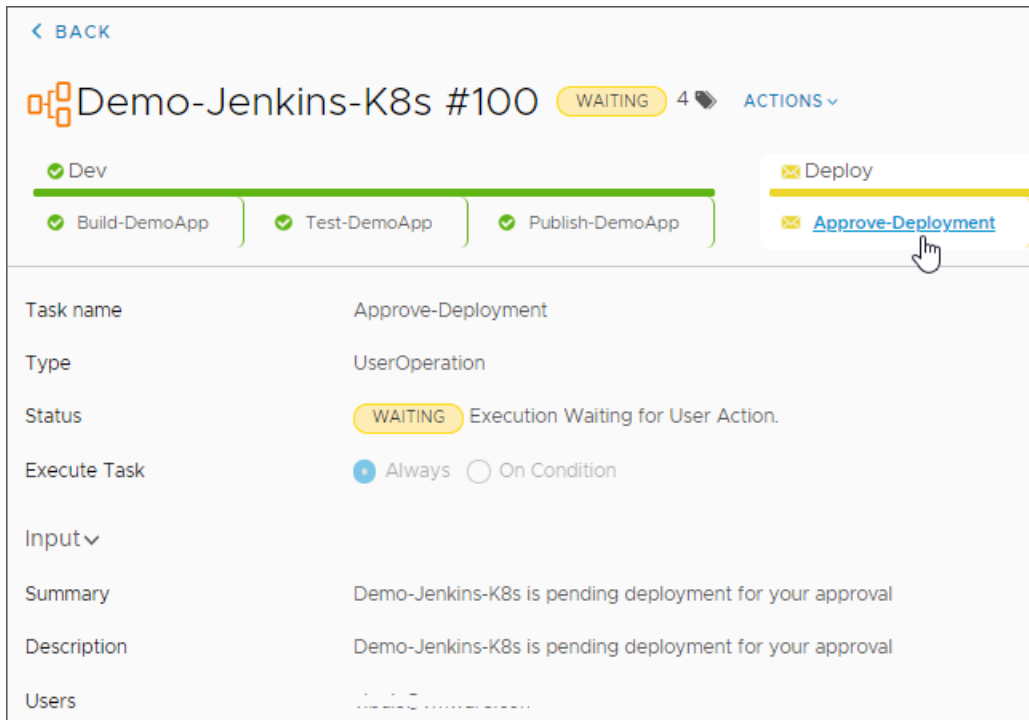 BACK
Demo-Jenkins-K8s #100 WAITING 4 ACTIONS
Dev
Deploy
Build-DemoApp Test-DemoApp Publish-DemoApp Approve-Deployment
Task name Approve-Deployment
Type UserOperation
Status WAITING Execution Waiting for User Action.
Execute Task Always On Condition
Input
Summary Demo-Jenkins-K8s is pending deployment for your approval
Description Demo-Jenkins-K8s is pending deployment for your approval
Users